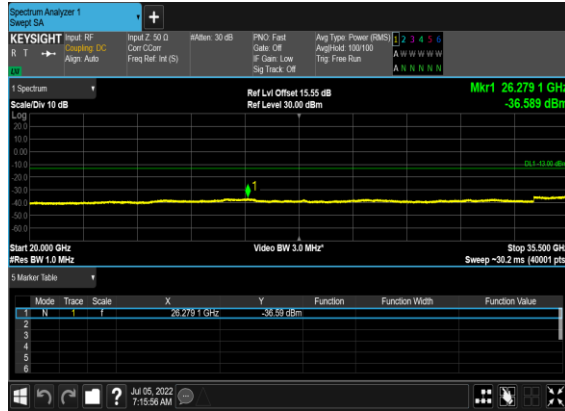 Spectrum Analyzer 1
Swept SA
+
KEYSIGHT Input: RF Input Z: 50 Ω #Atten: 30 dB PNO: Fast Avg Type: Power (RMS) 1 2 3 4 5 6
R T Coupling: DC Corr CCorr Gate: Off Avg|Hold: 100/100 A W W W W W
Align: Auto Freq Ref: Int (S) IF Gain: Low Trig: Free Run
LXI Sig Track: Off A N N N N N
1 Spectrum
Ref Lvl Offset 15.55 dB Mkr1 26.279 1 GHz
Scale/Div 10 dB Ref Level 30.00 dBm -36.589 dBm
Log
20.0
10.0
0.00
-10.0 DL1 -13.00 dBm
-20.0
-30.0 1
-40.0
-50.0
-60.0
Start 20.000 GHz Video BW 3.0 MHz* Stop 35.500 GHz
#Res BW 1.0 MHz Sweep ~30.2 ms (40001 pts)
5 Marker Table
Mode Trace Scale X Y Function Function Width Function Value
1 N 1 f 26.279 1 GHz -36.59 dBm
2
3
4
5
6
? Jul 05, 2022
7:15:56 AM